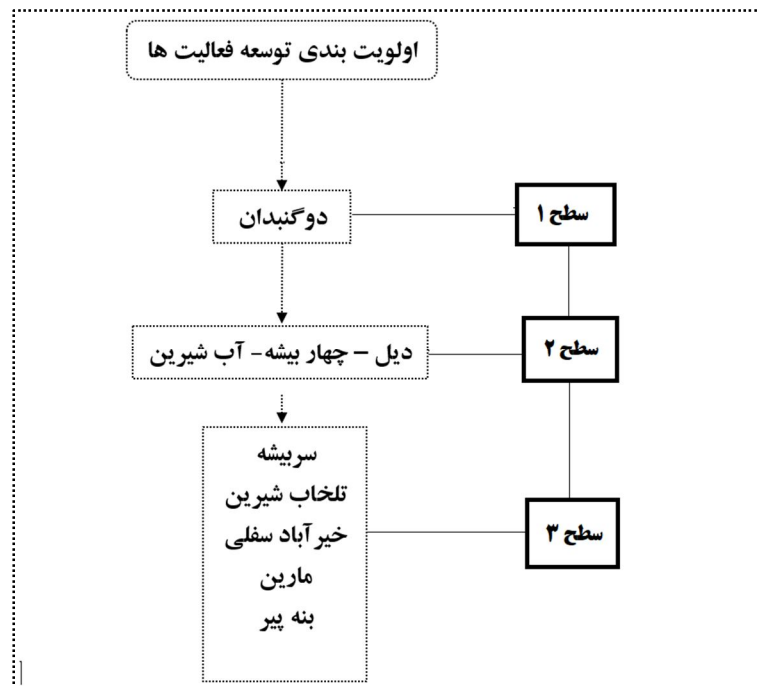 اولویت بندی توسعه فعالیت ها
دوگنبدان
سطح ۱
دیل – چهار بیشه- آب شیرین
سطح ۲
سربیشه
تلخاب شیرین
خیرآباد سفلی
مارین
بنه پیر
سطح ۳